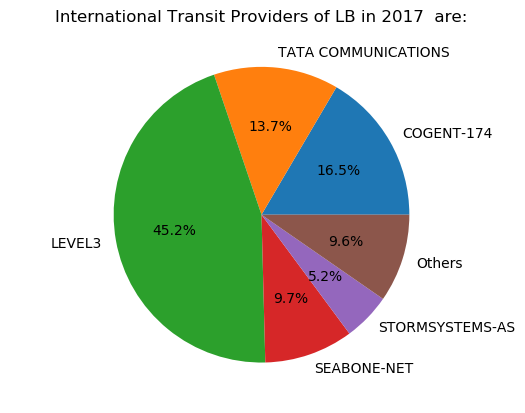 International Transit Providers of LB in 2017  are:
TATA COMMUNICATIONS
COGENT-174
13.7%
16.5%
45.2%
LEVEL3
9.6%
Others
5.2%
9.7%
STORMSYSTEMS-AS
SEABONE-NET